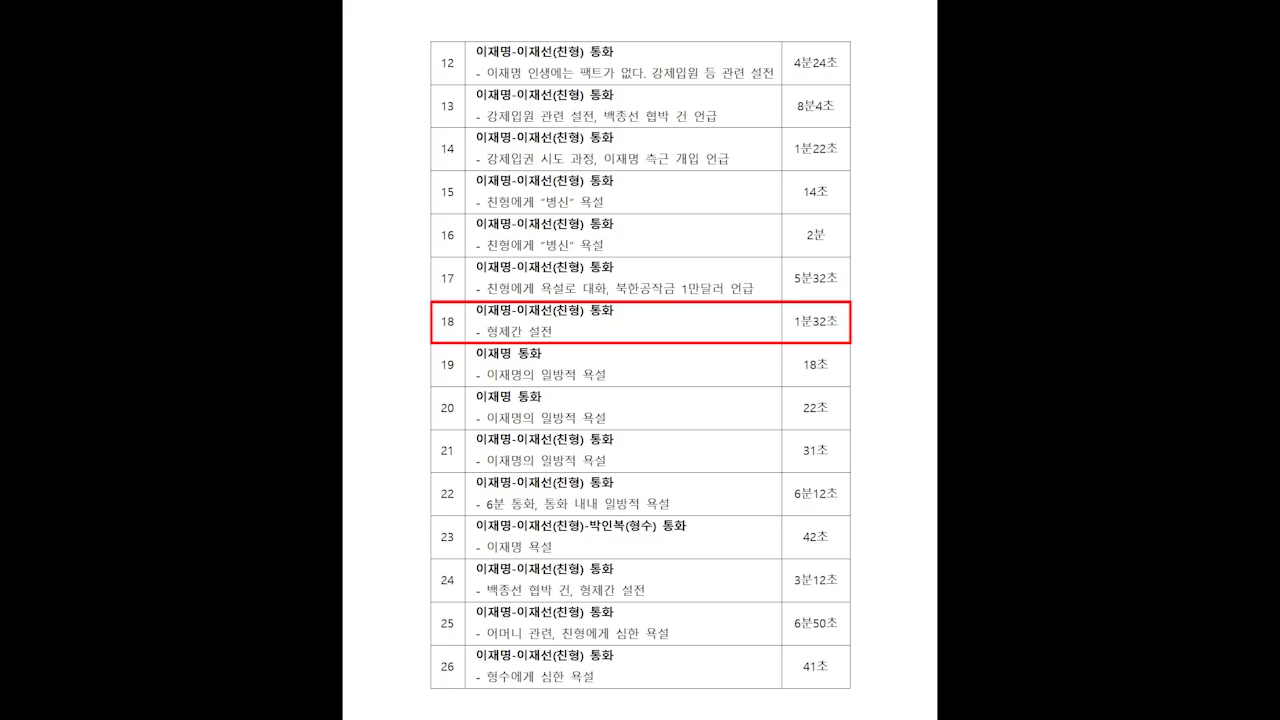 12
이재명-이재선(친형) 통화
- 이재명 인생에는 팩트가 없다. 강제입원 등 관련 설전
4분24초
13
이재명-이재선(친형) 통화
- 강제입원 관련 설전, 백종선 협박 건 언급
8분4초
14
이재명-이재선(친형) 통화
- 강제입권 시도 과정, 이재명 측근 개입 언급
1분22초
15
이재명-이재선(친형) 통화
- 친형에게 "병신" 욕설
14초
16
이재명-이재선(친형) 통화
- 친형에게 "병신" 욕설
2분
17
이재명-이재선(친형) 통화
- 친형에게 욕설로 대화, 북한공작금 1만달러 언급
5분32초
18
이재명-이재선(친형) 통화
- 형제간 설전
1분32초
19
이재명 통화
- 이재명의 일방적 욕설
18초
20
이재명 통화
- 이재명의 일방적 욕설
22초
21
이재명-이재선(친형) 통화
- 이재명의 일방적 욕설
31초
22
이재명-이재선(친형) 통화
- 6분 통화, 통화 내내 일방적 욕설
6분12초
23
이재명-이재선(친형)-박인복(형수) 통화
- 이재명 욕설
42초
24
이재명-이재선(친형) 통화
- 백종선 협박 건, 형제간 설전
3분12초
25
이재명-이재선(친형) 통화
- 어머니 관련, 친형에게 심한 욕설
6분50초
26
이재명-이재선(친형) 통화
- 형수에게 심한 욕설
41초